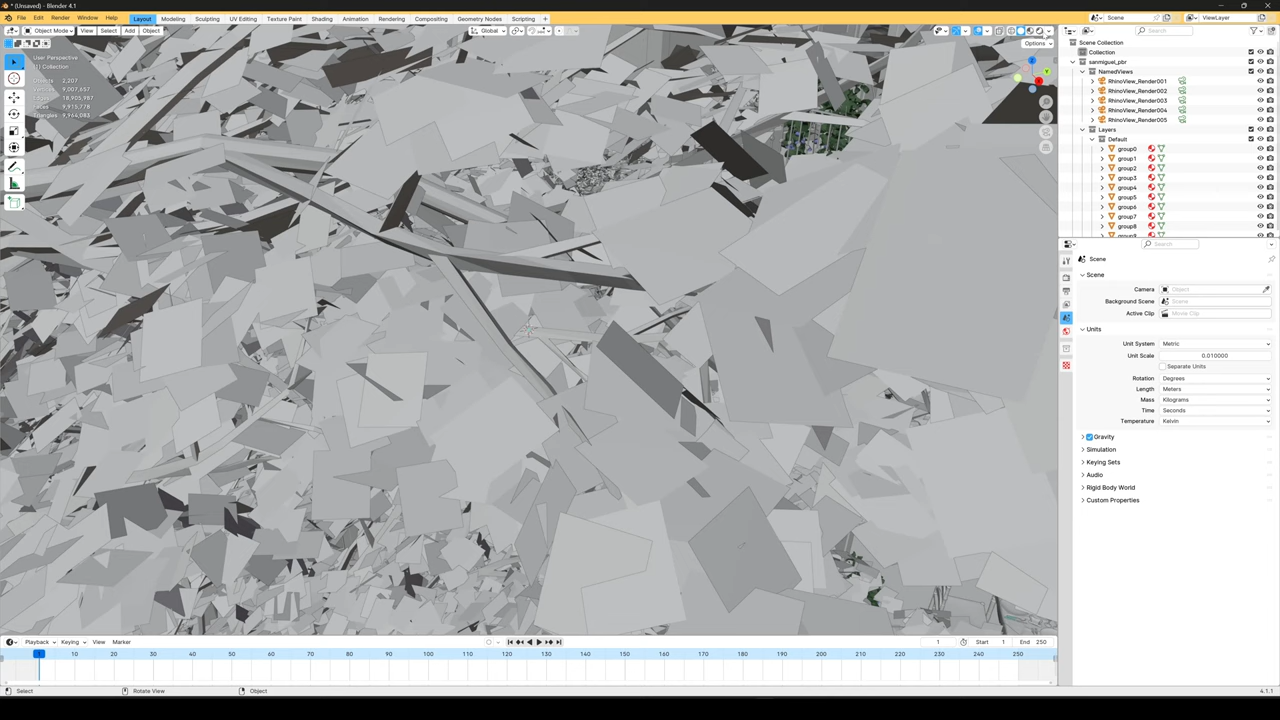 * (Unsaved) - Blender 4.1
File Edit Render Window Help Layout Modeling Sculpting UV Editing Texture Paint Shading Animation Rendering Compositing Geometry Nodes Scripting + Scene ViewLayer
Object Mode View Select Add Object Global
Options
User Perspective
(1) Collection
Objects 2,207
Vertices 9,007,657
Edges 18,905,987
Faces 9,915,778
Triangles 9,964,083
Search
Scene Collection
Collection
sanmiguel_pbr
NamedViews
RhinoView_Render001
RhinoView_Render002
RhinoView_Render003
RhinoView_Render004
RhinoView_Render005
Layers
Default
group0
group1
group2
group3
group4
group5
group6
group7
group8
group9
Search
Scene
Scene
Camera Object
Background Scene Scene
Active Clip Movie Clip
Units
Unit System Metric
Unit Scale 0.010000
Separate Units
Rotation Degrees
Length Meters
Mass Kilograms
Time Seconds
Temperature Kelvin
Gravity
Simulation
Keying Sets
Audio
Rigid Body World
Custom Properties
Playback Keying View Marker 1 Start 1 End 250
1 10 20 30 40 50 60 70 80 90 100 110 120 130 140 150 160 170 180 190 200 210 220 230 240 250
Select Rotate View Object 4.1.1